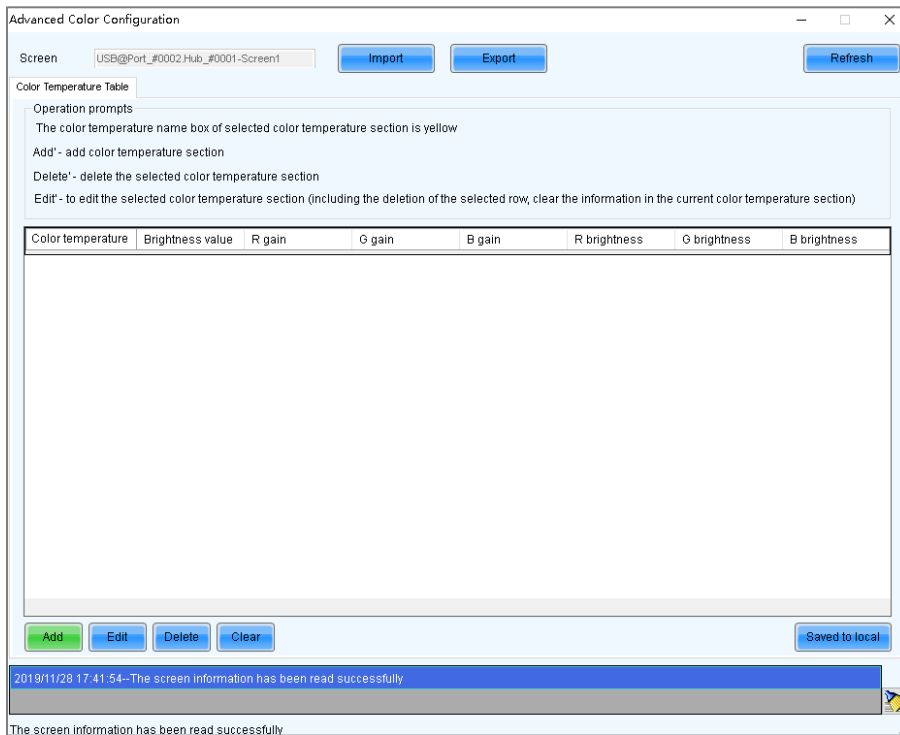 Advanced Color Configuration
Screen USB@Port_#0002.Hub_#0001-Screen1 Import Export Refresh
Color Temperature Table
Operation prompts
The color temperature name box of selected color temperature section is yellow
Add'- add color temperature section
Delete'- delete the selected color temperature section
Edit'- to edit the selected color temperature section (including the deletion of the selected row, clear the information in the current color temperature section)
Color temperature Brightness value R gain G gain B gain R brightness G brightness B brightness
Add Edit Delete Clear Saved to local
2019/11/28 17:41:54--The screen information has been read successfully
The screen information has been read successfully